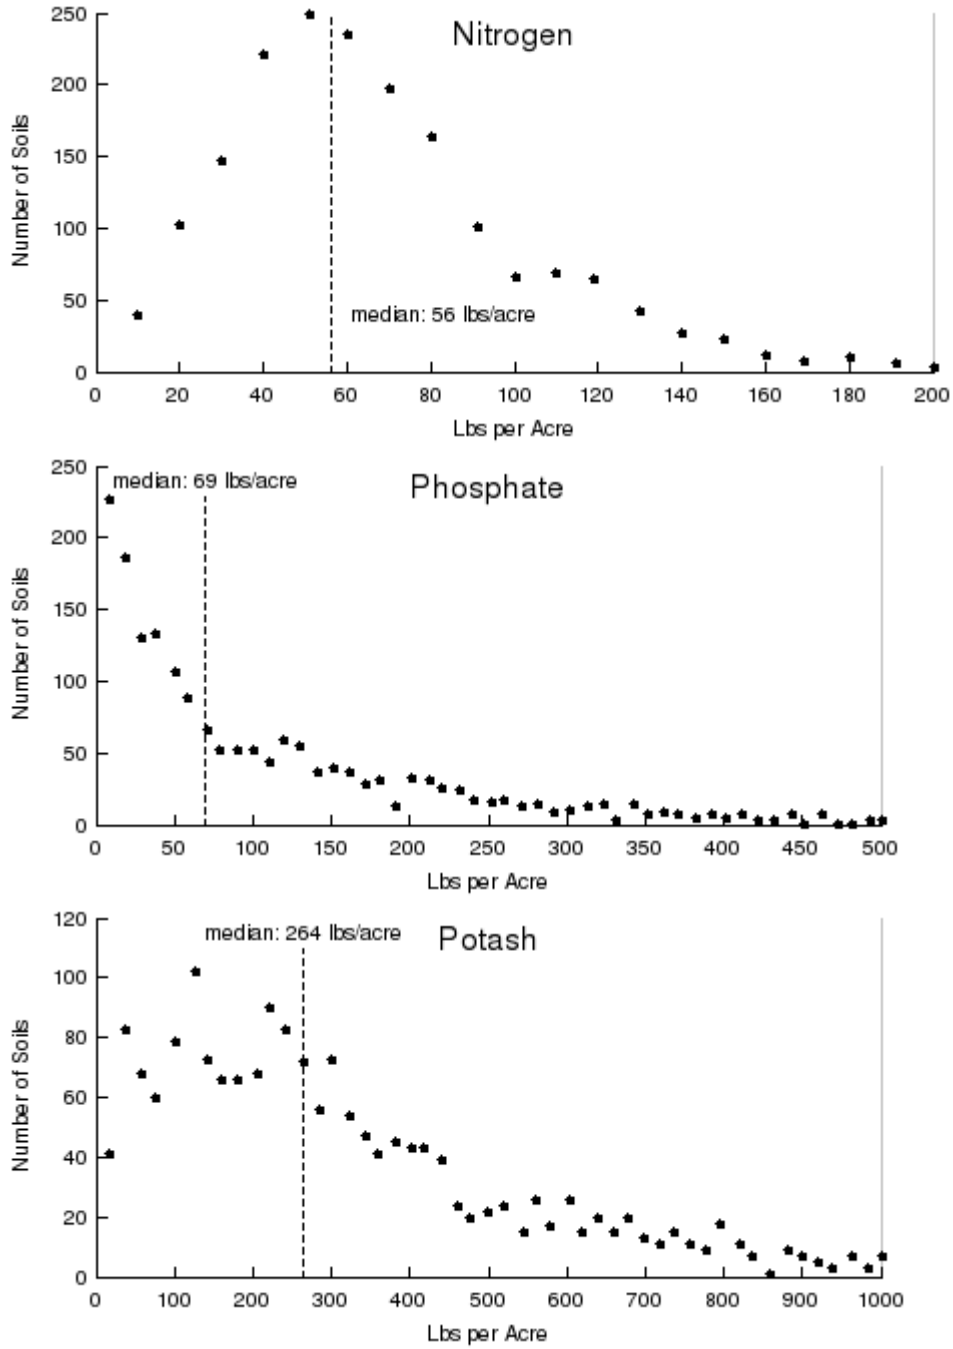 Nitrogen
250
200
150
100
50
0
Number of Soils
median: 56 lbs/acre
0 20 40 60 80 100 120 140 160 180 200
Lbs per Acre
Phosphate
median: 69 lbs/acre
250
200
150
100
50
0
Number of Soils
0 50 100 150 200 250 300 350 400 450 500
Lbs per Acre
Potash
median: 264 lbs/acre
120
100
80
60
40
20
0
Number of Soils
0 100 200 300 400 500 600 700 800 900 1000
Lbs per Acre